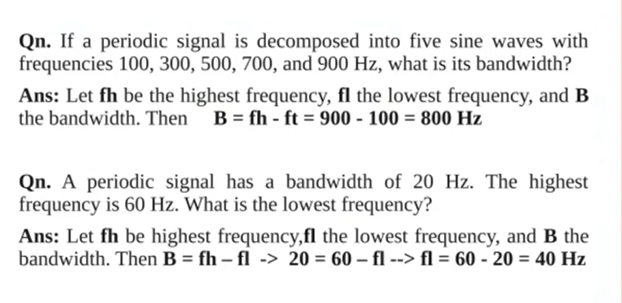 Qn. If a periodic signal is decomposed into five sine waves with
frequencies 100, 300, 500, 700, and 900 Hz, what is its bandwidth?
Ans: Let fh be the highest frequency, fl the lowest frequency, and B
the bandwidth. Then B = fh - ft = 900 - 100 = 800 Hz
Qn. A periodic signal has a bandwidth of 20 Hz. The highest
frequency is 60 Hz. What is the lowest frequency?
Ans: Let fh be highest frequency,fl the lowest frequency, and B the
bandwidth. Then B = fh – fl -> 20 = 60 – fl --> fl = 60 - 20 = 40 Hz